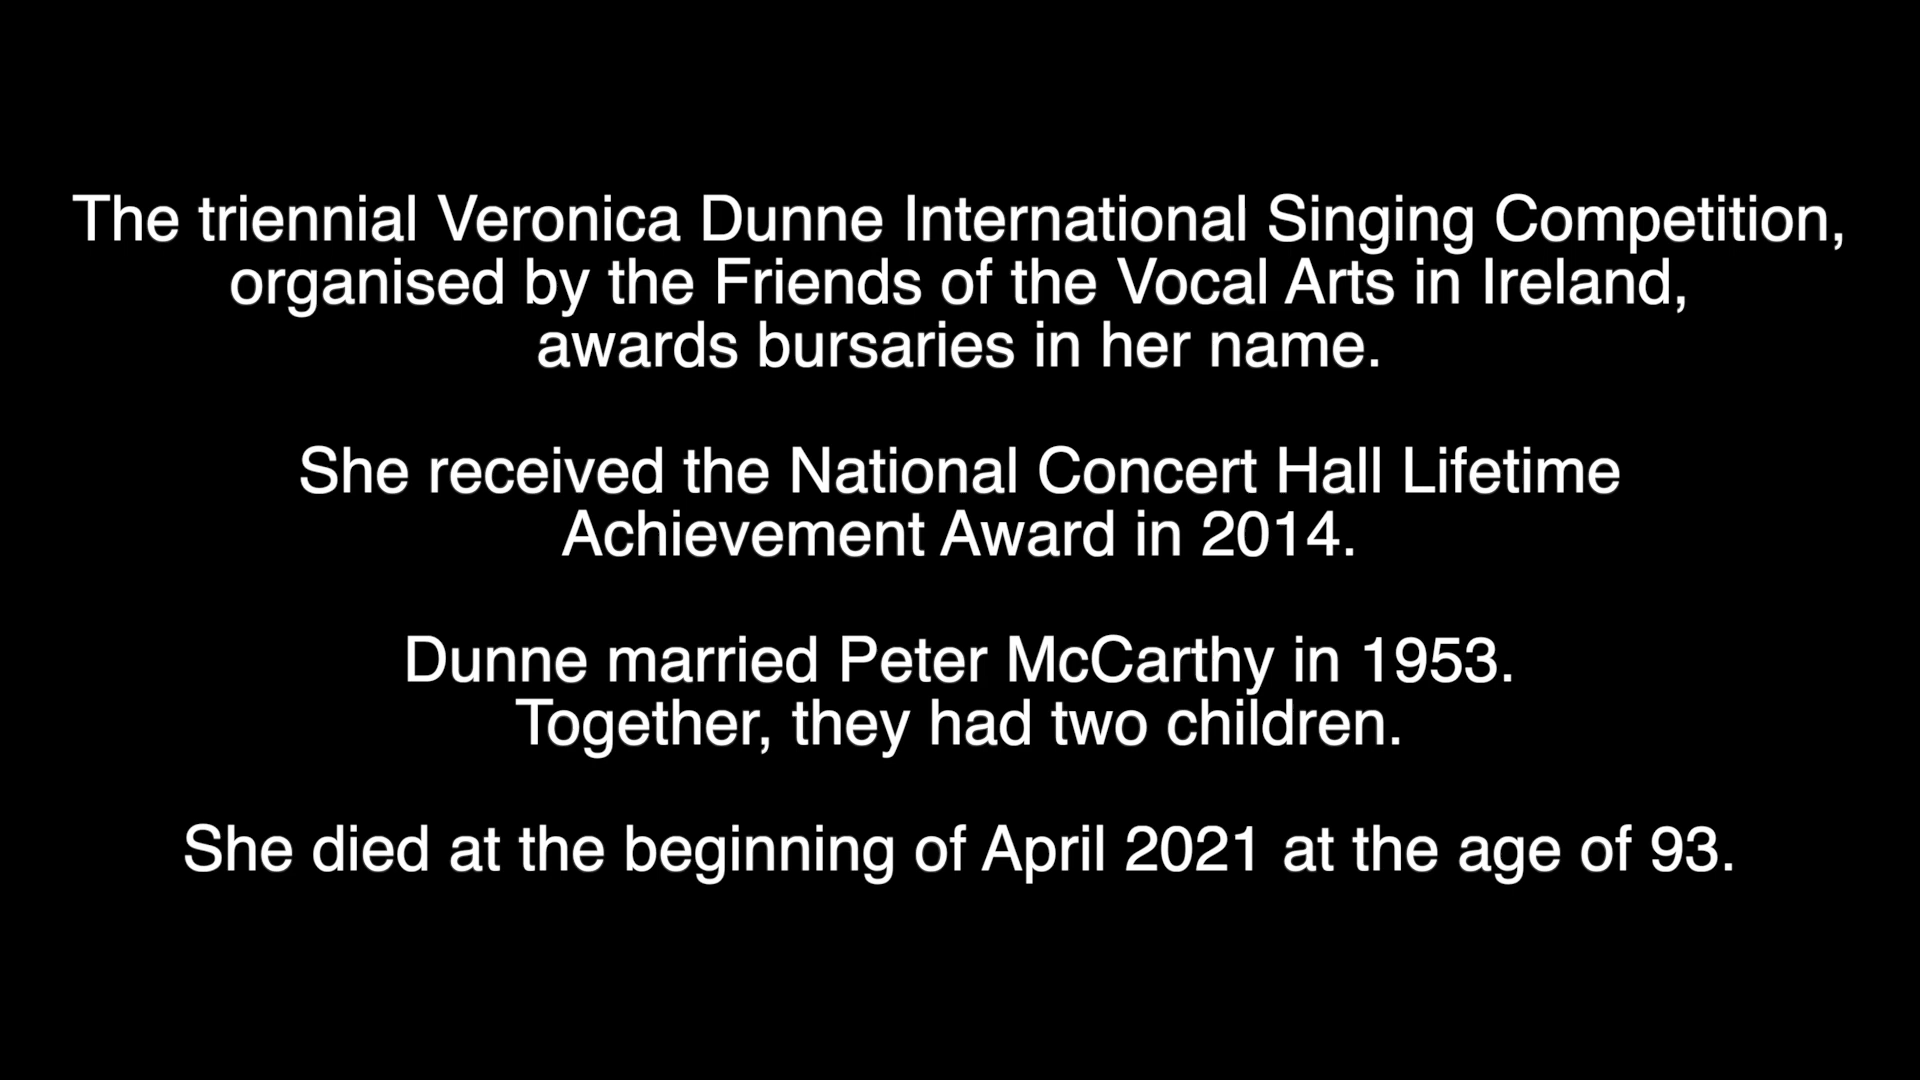 The triennial Veronica Dunne International Singing Competition,
organised by the Friends of the Vocal Arts in Ireland,
awards bursaries in her name.
She received the National Concert Hall Lifetime
Achievement Award in 2014.
Dunne married Peter McCarthy in 1953.
Together, they had two children.
She died at the beginning of April 2021 at the age of 93.